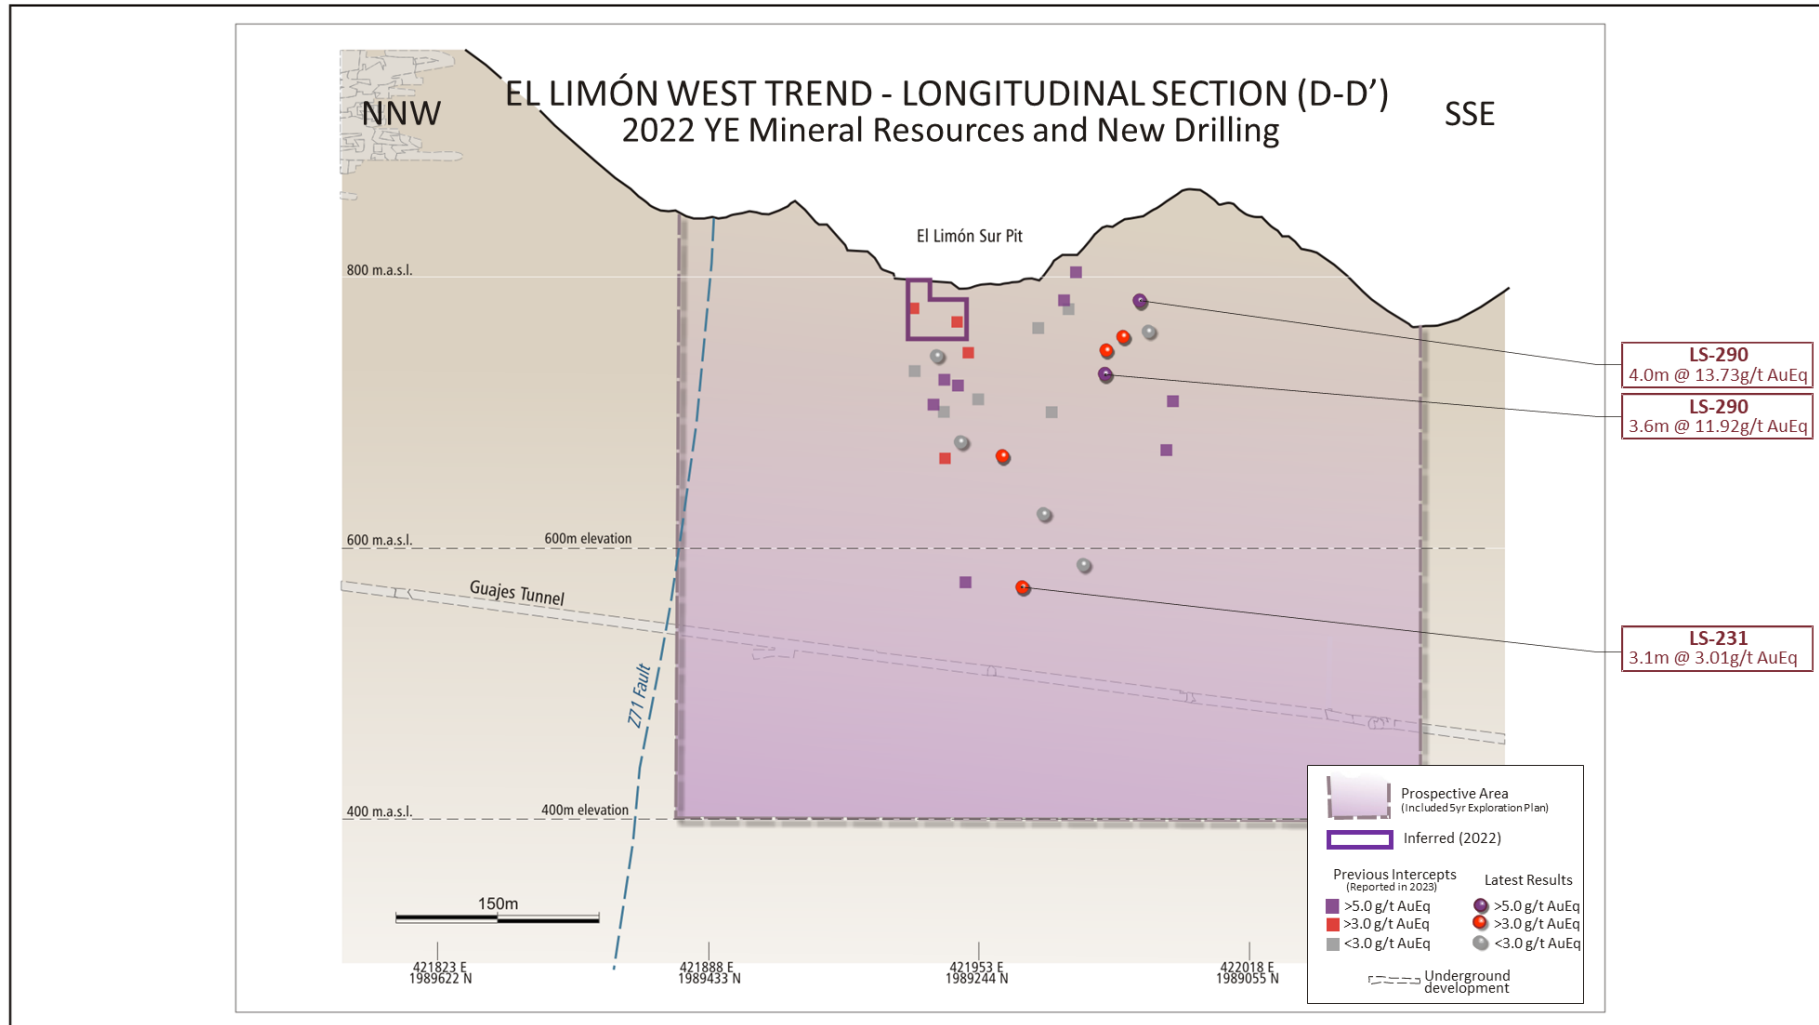 EL LIMÓN WEST TREND - LONGITUDINAL SECTION (D-D’)
2022 YE Mineral Resources and New Drilling
NNW
SSE
El Limón Sur Pit
800 m.a.s.l.
LS-290
4.0m @ 13.73g/t AuEq
LS-290
3.6m @ 11.92g/t AuEq
600 m.a.s.l.
600m elevation
Guajes Tunnel
LS-231
3.1m @ 3.01g/t AuEq
Z71 Fault
400 m.a.s.l.
400m elevation
Prospective Area
(Included 5yr Exploration Plan)
Inferred (2022)
Previous Intercepts
(Reported in 2023)
>5.0 g/t AuEq
>3.0 g/t AuEq
<3.0 g/t AuEq
Latest Results
>5.0 g/t AuEq
>3.0 g/t AuEq
<3.0 g/t AuEq
Underground
development
150m
421823 E
1989622 N
421888 E
1989433 N
421953 E
1989244 N
422018 E
1989055 N